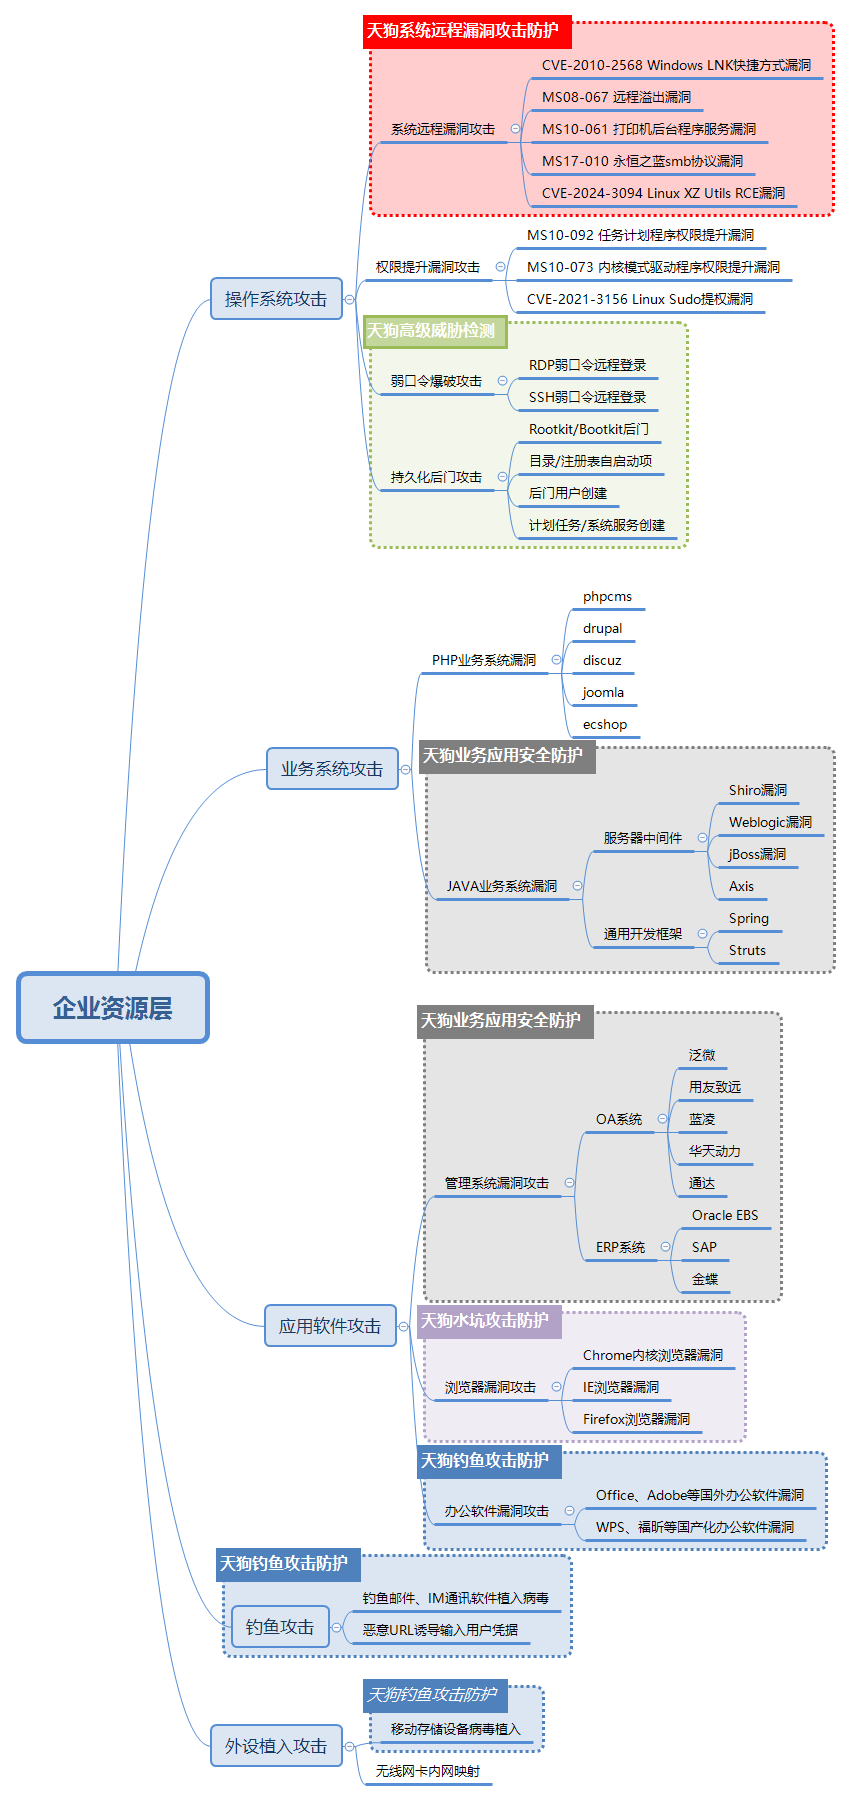 天狗系统远程漏洞攻击防护
CVE-2010-2568 Windows LNK快捷方式漏洞
MS08-067 远程溢出漏洞
系统远程漏洞攻击
MS10-061 打印机后台程序服务漏洞
MS17-010 永恒之蓝smb协议漏洞
CVE-2024-3094 Linux XZ Utils RCE漏洞
MS10-092 任务计划程序权限提升漏洞
权限提升漏洞攻击
MS10-073 内核模式驱动程序权限提升漏洞
操作系统攻击
CVE-2021-3156 Linux Sudo提权漏洞
天狗高级威胁检测
RDP弱口令远程登录
弱口令爆破攻击
SSH弱口令远程登录
Rootkit/Bootkit后门
目录/注册表自启动项
持久化后门攻击
后门用户创建
计划任务/系统服务创建
phpcms
drupal
PHP业务系统漏洞
discuz
joomla
ecshop
天狗业务应用安全防护
业务系统攻击
Shiro漏洞
Weblogic漏洞
服务器中间件
jBoss漏洞
JAVA业务系统漏洞
Axis
Spring
通用开发框架
Struts
企业资源层
天狗业务应用安全防护
泛微
用友致远
OA系统
蓝凌
华天动力
管理系统漏洞攻击
通达
Oracle EBS
ERP系统
SAP
金蝶
天狗水坑攻击防护
应用软件攻击
Chrome内核浏览器漏洞
浏览器漏洞攻击
IE浏览器漏洞
Firefox浏览器漏洞
天狗钓鱼攻击防护
Office、Adobe等国外办公软件漏洞
办公软件漏洞攻击
WPS、福昕等国产化办公软件漏洞
天狗钓鱼攻击防护
钓鱼邮件、IM通讯软件植入病毒
钓鱼攻击
恶意URL诱导输入用户凭据
天狗钓鱼攻击防护
移动存储设备病毒植入
外设植入攻击
无线网卡内网映射